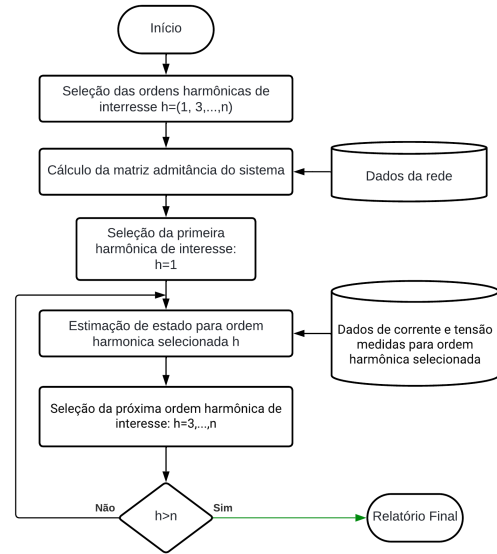 Início
Seleção das ordens harmônicas de
interresse h=(1, 3,...,n)
Cálculo da matriz admitância do sistema
Dados da rede
Seleção da primeira
harmônica de interesse:
h=1
Estimação de estado para ordem
harmonica selecionada h
Dados de corrente e tensão
medidas para ordem
harmônica selecionada
Seleção da próxima ordem harmônica de
interesse: h=3,...,n
Não
h>n
Sim
Relatório Final